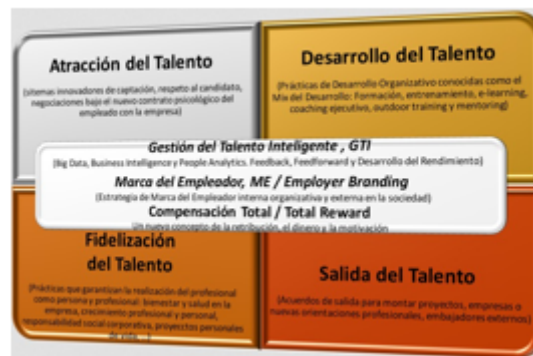 Atracción del Talento
(sitemas innovadores de captación, respeto al candidato,
negociaciones bajo el nuevo contrato psicológico del
empleado con la empresa)
Desarrollo del Talento
(Prácticas de Desarrollo Organizativo conocidas como el
Mix del Desarrollo: Formación, entrenamiento, e-learning,
coaching ejecutivo, outdoor training y mentoring)
Gestión del Talento Inteligente , GTI
(Big Data, Business Intelligence y People Analytics. Feedback, Feedforward y Desarrollo del Rendimiento)
Marca del Empleador, ME / Employer Branding
(Estrategia de Marca del Empleador interna organizativa y externa en la sociedad)
Compensación Total / Total Reward
Un nuevo concepto de la retribución, el dinero y la motivación
Fidelización
del Talento
(Prácticas que garantizan la realización del profesional
como persona y profesional: bienestar y salud en la
empresa, crecimiento profesional y personal,
responsabilidad social corporativa, proyectos personales
de vida
Salida del Talento
(Acuerdos de salida para montar proyectos, empresas o
nuevas orientaciones profesionales, embajadores externos)